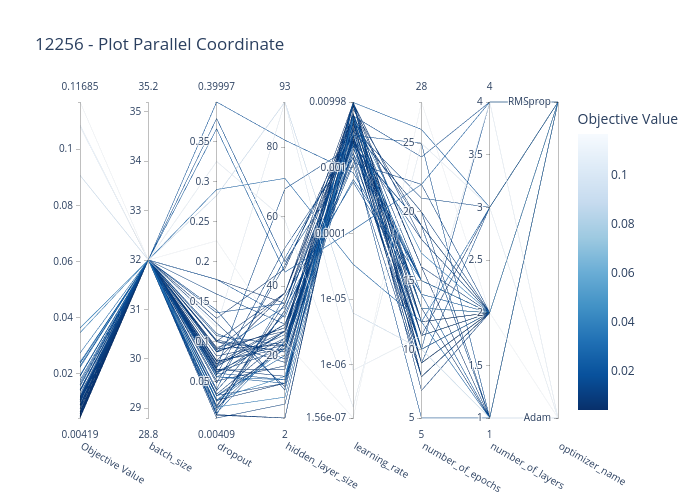 12256 - Plot Parallel Coordinate
0.11685 35.2 0.39997 93 0.00998 28 4
Objective Value
0.1
0.08
0.06
0.04
0.02
35
34
33
32
31
30
29
0.35
0.3
0.25
0.2
0.15
0.1
0.05
80
60
40
20
0.001
0.0001
1e-05
1e-06
1.56e-07
25
20
15
10
5
4
3.5
3
2.5
2
1.5
1
RMSprop
Adam
0.1
0.08
0.06
0.04
0.02
0.00419 28.8 0.00409 2 5 1
Objective Value
batch_size
dropout
hidden_layer_size
learning_rate
number_of_epochs
number_of_layers
optimizer_name